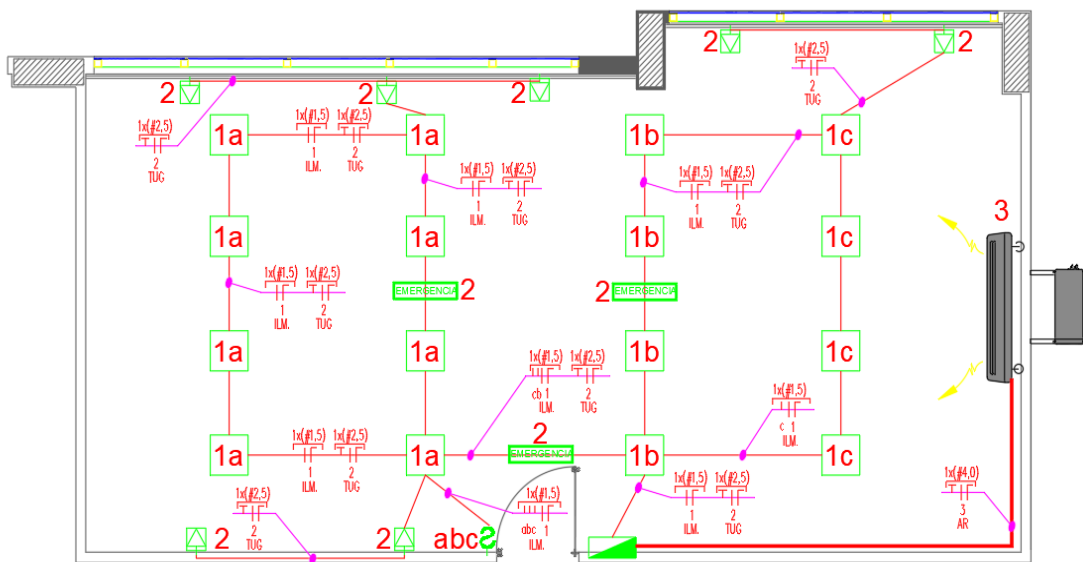 2 2
1x(#2,5)
2
TUG
2 2 2
1x(#2,5)
2
TUG
1a 1x(#1,5) 1x(#2,5) 1a 1b 1c
1 2
ILM. TUG
1x(#1,5) 1x(#2,5)
1 2
ILM. TUG
1x(#1,5) 1x(#2,5)
1 2
ILM. TUG
1a 1a 1b 1c
3
1x(#1,5) 1x(#2,5)
1 2
ILM. TUG
EMERGENCIA 2
2 EMERGENCIA
1a 1a 1b 1c
1x(#1,5) 1x(#2,5)
cb 1 2
ILM. TUG
1x(#1,5)
c 1
ILM.
1a 1x(#1,5) 1x(#2,5) 1a 1b 1c
1 2
ILM. TUG
2
EMERGENCIA
1x(#2,5)
2
TUG
1x(#1,5)
abc 1
ILM.
1x(#1,5) 1x(#2,5)
1 2
ILM. TUG
1x(#4,0)
3
AR
2 2 abc S